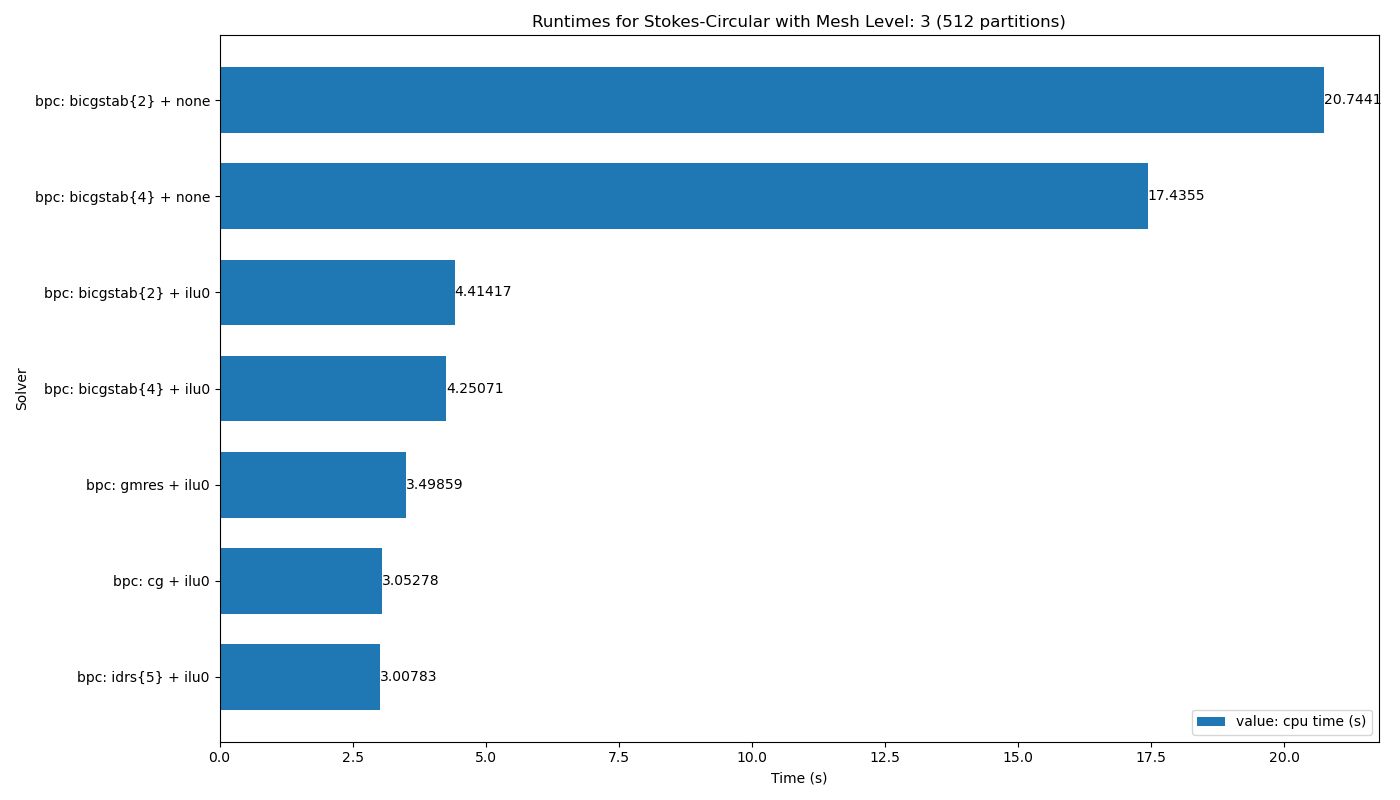 Runtimes for Stokes-Circular with Mesh Level: 3 (512 partitions)
bpc: bicgstab{2} + none
20.7441
bpc: bicgstab{4} + none
17.4355
bpc: bicgstab{2} + ilu0
4.41417
bpc: bicgstab{4} + ilu0
4.25071
bpc: gmres + ilu0
3.49859
bpc: cg + ilu0
3.05278
bpc: idrs{5} + ilu0
3.00783
Solver
value: cpu time (s)
0.0 2.5 5.0 7.5 10.0 12.5 15.0 17.5 20.0
Time (s)